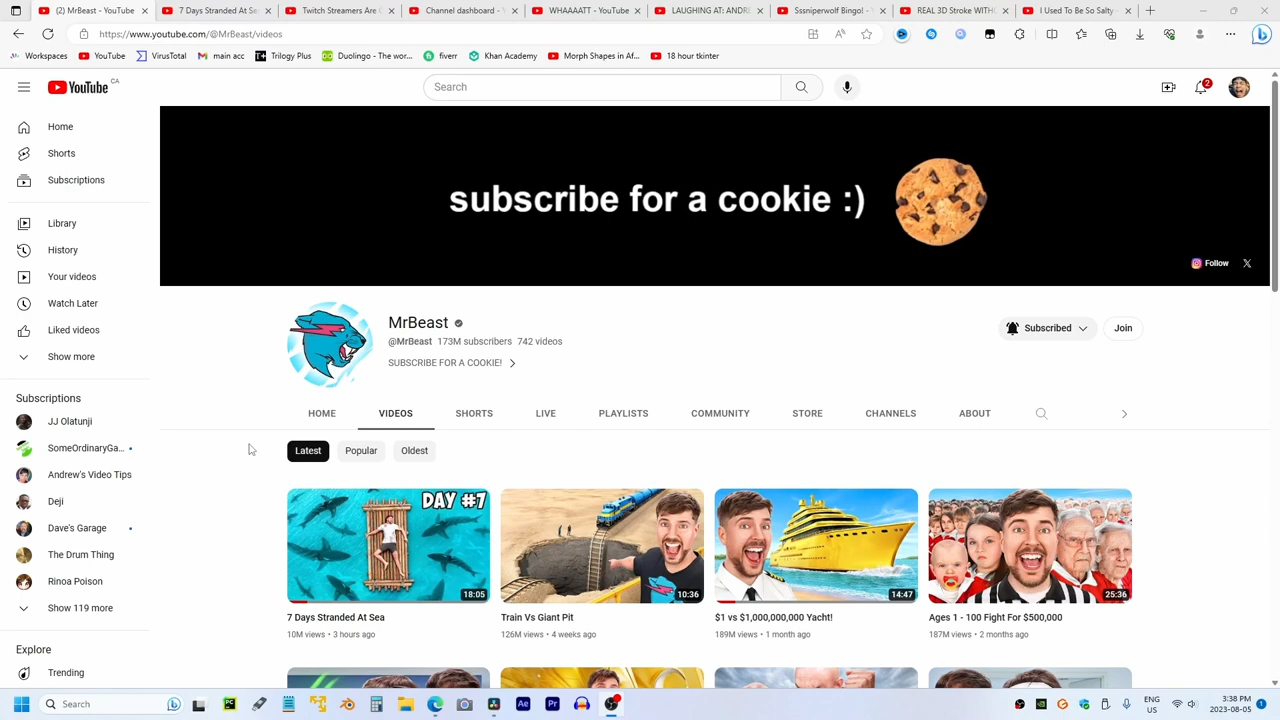 (2) MrBeast - YouTube
7 Days Stranded At Se
Twitch Streamers Are
Channel dashboard -
WHAAAATT - YouTube
LAUGHING AT: ANDRE
Sssniperwolf Bingo! -
REAL 3D Stroke WITHO
I Used To Be So Salty
https://www.youtube.com/@MrBeast/videos
Workspaces
YouTube
VirusTotal
main acc
Trilogy Plus
Duolingo - The wor...
fiverr
Khan Academy
Morph Shapes in Af...
18 hour tkinter
YouTube CA
Search
2
Home
Shorts
Subscriptions
Library
History
Your videos
Watch Later
Liked videos
Show more
Subscriptions
JJ Olatunji
SomeOrdinaryGa...
Andrew's Video Tips
Deji
Dave's Garage
The Drum Thing
Rinoa Poison
Show 119 more
Explore
Trending
subscribe for a cookie :)
Follow
MrBeast
@MrBeast 173M subscribers 742 videos
SUBSCRIBE FOR A COOKIE!
Subscribed
Join
HOME
VIDEOS
SHORTS
LIVE
PLAYLISTS
COMMUNITY
STORE
CHANNELS
ABOUT
Latest
Popular
Oldest
DAY #7
18:05
7 Days Stranded At Sea
10M views • 3 hours ago
10:36
Train Vs Giant Pit
126M views • 4 weeks ago
14:47
$1 vs $1,000,000,000 Yacht!
189M views • 1 month ago
25:36
Ages 1 - 100 Fight For $500,000
187M views • 2 months ago
Search
PC
Ae
Pr
ENG
US
3:38 PM
2023-08-05
1